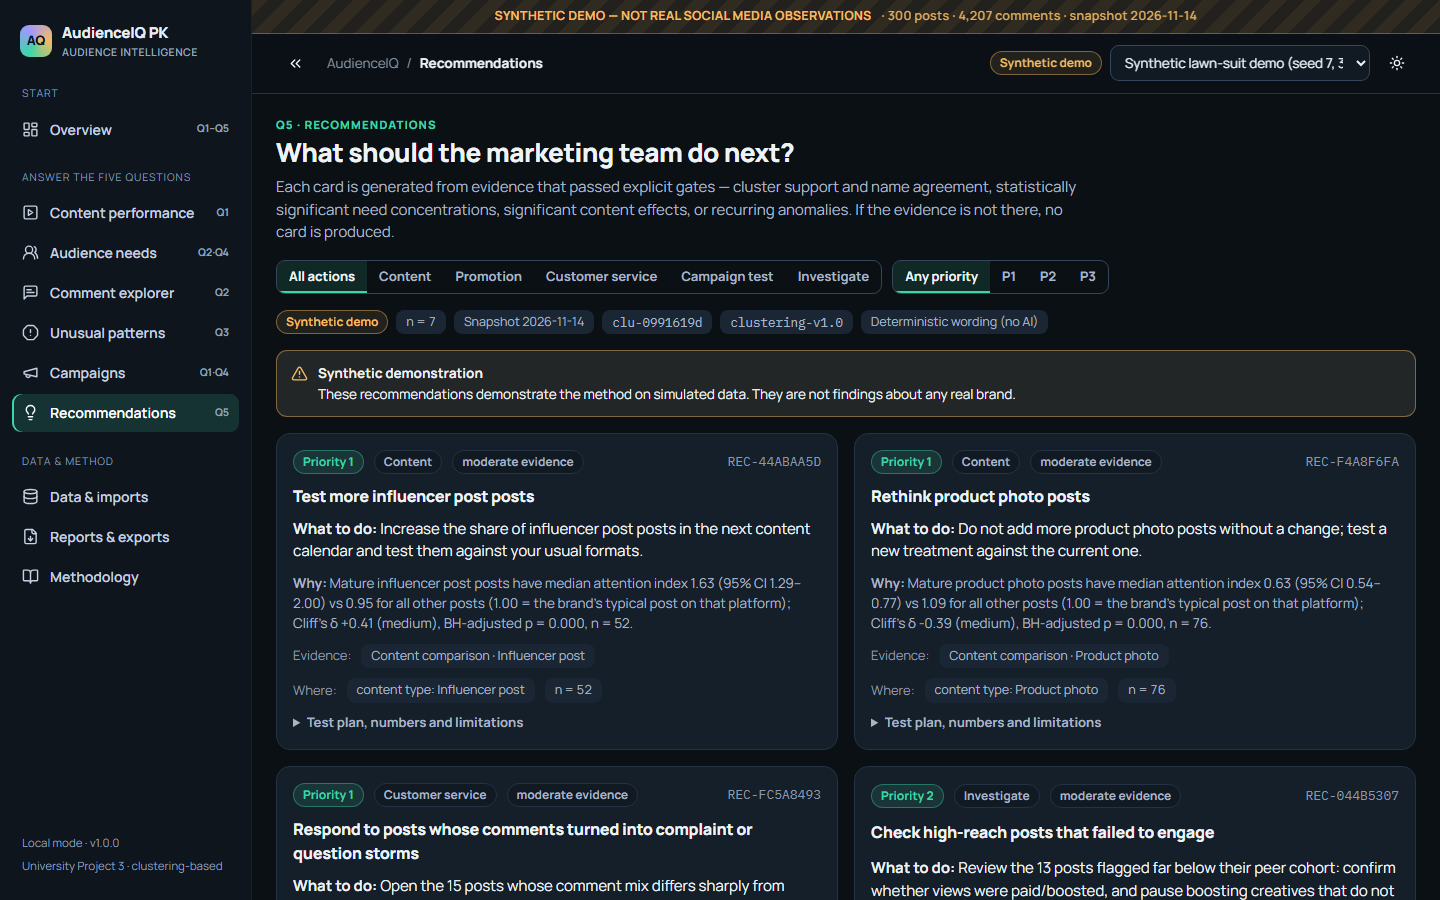 AQ
AudienceIQ PK
AUDIENCE INTELLIGENCE
START
Overview Q1–Q5
ANSWER THE FIVE QUESTIONS
Content performance Q1
Audience needs Q2·Q4
Comment explorer Q2
Unusual patterns Q3
Campaigns Q1·Q4
Recommendations Q5
DATA & METHOD
Data & imports
Reports & exports
Methodology
Local mode · v1.0.0
University Project 3 · clustering-based
SYNTHETIC DEMO — NOT REAL SOCIAL MEDIA OBSERVATIONS · 300 posts · 4,207 comments · snapshot 2026-11-14
« AudienceIQ / Recommendations
Synthetic demo
Synthetic lawn-suit demo (seed 7, 3
Q5 · RECOMMENDATIONS
What should the marketing team do next?
Each card is generated from evidence that passed explicit gates — cluster support and name agreement, statistically
significant need concentrations, significant content effects, or recurring anomalies. If the evidence is not there, no
card is produced.
All actions Content Promotion Customer service Campaign test Investigate
Any priority P1 P2 P3
Synthetic demo n = 7 Snapshot 2026-11-14 clu-0991619d clustering-v1.0 Deterministic wording (no AI)
Synthetic demonstration
These recommendations demonstrate the method on simulated data. They are not findings about any real brand.
Priority 1 Content moderate evidence REC-44ABAA5D
Test more influencer post posts
What to do: Increase the share of influencer post posts in the next content
calendar and test them against your usual formats.
Why: Mature influencer post posts have median attention index 1.63 (95% CI 1.29–
2.00) vs 0.95 for all other posts (1.00 = the brand's typical post on that platform);
Cliff's δ +0.41 (medium), BH-adjusted p = 0.000, n = 52.
Evidence: Content comparison · Influencer post
Where: content type: Influencer post n = 52
Test plan, numbers and limitations
Priority 1 Content moderate evidence REC-F4A8F6FA
Rethink product photo posts
What to do: Do not add more product photo posts without a change; test a
new treatment against the current one.
Why: Mature product photo posts have median attention index 0.63 (95% CI 0.54–
0.77) vs 1.09 for all other posts (1.00 = the brand's typical post on that platform);
Cliff's δ -0.39 (medium), BH-adjusted p = 0.000, n = 76.
Evidence: Content comparison · Product photo
Where: content type: Product photo n = 76
Test plan, numbers and limitations
Priority 1 Customer service moderate evidence REC-FC5A8493
Respond to posts whose comments turned into complaint or
question storms
What to do: Open the 15 posts whose comment mix differs sharply from
Priority 2 Investigate moderate evidence REC-044B5307
Check high-reach posts that failed to engage
What to do: Review the 13 posts flagged far below their peer cohort: confirm
whether views were paid/boosted, and pause boosting creatives that do not